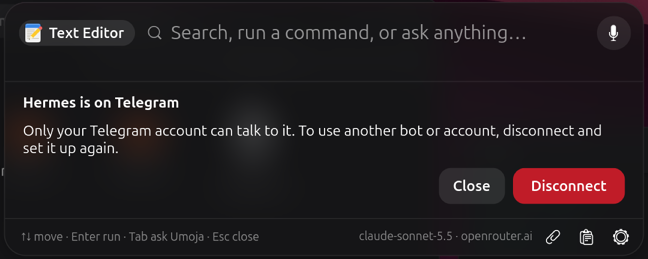 Text Editor
Search, run a command, or ask anything...
Hermes is on Telegram
Only your Telegram account can talk to it. To use another bot or account, disconnect and
set it up again.
Close
Disconnect
↑↓ move · Enter run · Tab ask Umoja · Esc close
claude-sonnet-5.5 · openrouter.ai